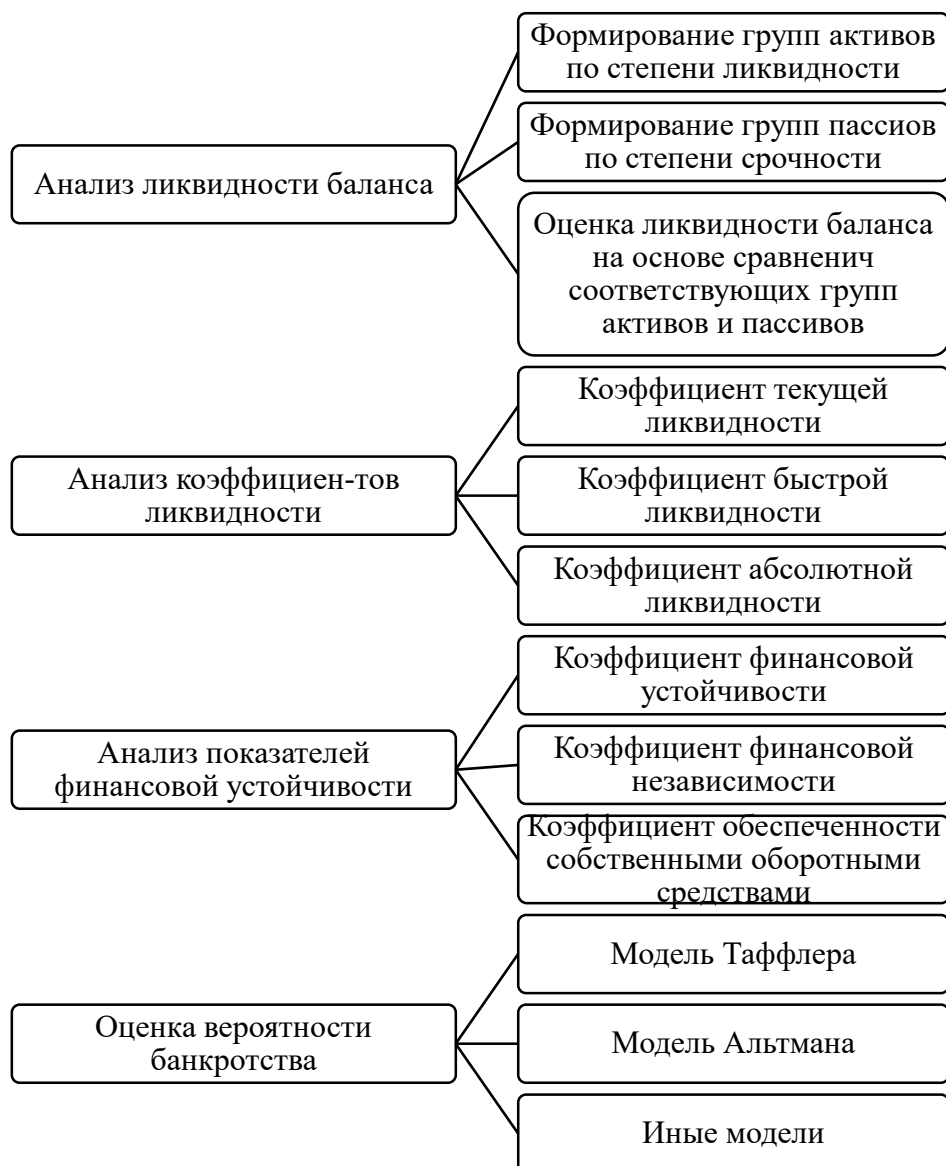 Анализ ликвидности баланса
Формирование групп активов
по степени ликвидности
Формирование групп пассиов
по степени срочности
Оценка ликвидности баланса
на основе сравненич
соответствующих групп
активов и пассивов
Анализ коэффициен-тов
ликвидности
Коэффициент текущей
ликвидности
Коэффициент быстрой
ликвидности
Коэффициент абсолютной
ликвидности
Анализ показателей
финансовой устойчивости
Коэффициент финансовой
устойчивости
Коэффициент финансовой
независимости
Коэффициент обеспеченности
собственными оборотными
средствами
Оценка вероятности
банкротства
Модель Таффлера
Модель Альтмана
Иные модели